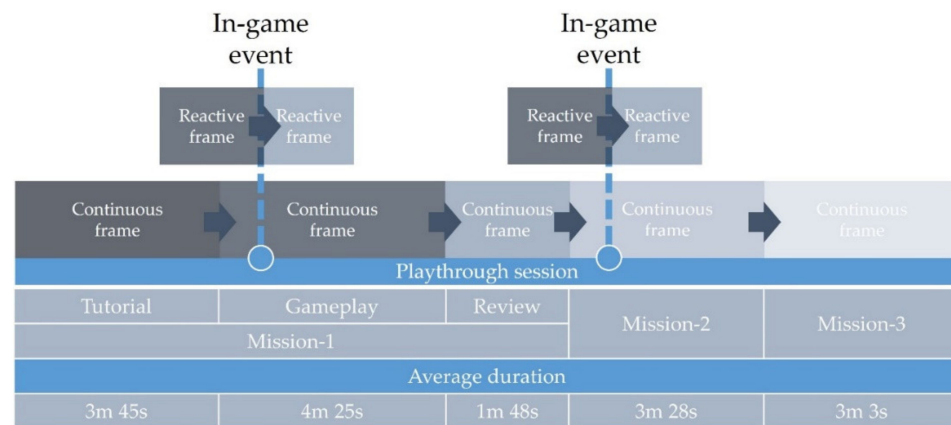 In-game
event
In-game
event
Reactive
frame
Reactive
frame
Reactive
frame
Reactive
frame
Continuous
frame
Continuous
frame
Continuous
frame
Continuous
frame
Continuous
frame
Playthrough session
Tutorial
Gameplay
Review
Mission-1
Mission-2
Mission-3
Average duration
3m 45s
4m 25s
1m 48s
3m 28s
3m 3s